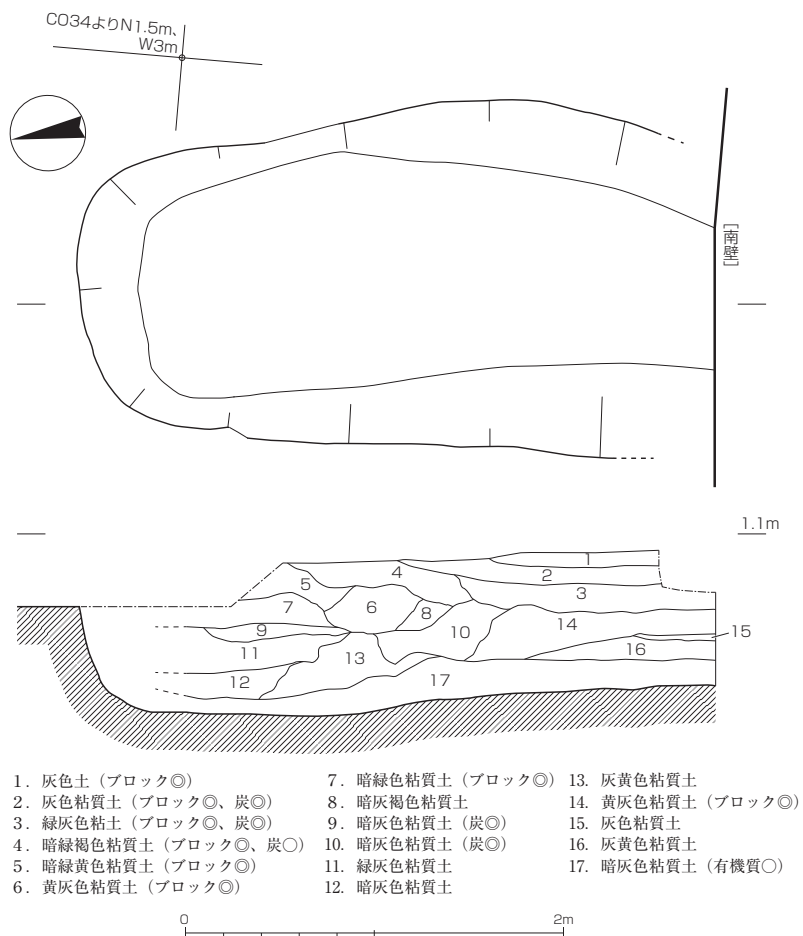 CO34よりN1.5m、
W3m
[南壁]
1.1m
1
2
3
4
5
6
7
8
9
10
11
12
13
14
15
16
17
1. 灰色土（ブロック◎）
2. 灰色粘質土（ブロック◎、炭◎）
3. 緑灰色粘土（ブロック◎、炭◎）
4. 暗緑褐色粘質土（ブロック◎、炭○）
5. 暗緑黄色粘質土（ブロック◎）
6. 黄灰色粘質土（ブロック◎）
7. 暗緑色粘質土（ブロック◎）
8. 暗灰褐色粘質土
9. 暗灰色粘質土（炭◎）
10. 暗灰色粘質土（炭◎）
11. 緑灰色粘質土
12. 暗灰色粘質土
13. 灰黄色粘質土
14. 黄灰色粘質土（ブロック◎）
15. 灰色粘質土
16. 灰黄色粘質土
17. 暗灰色粘質土（有機質○）
0
2m